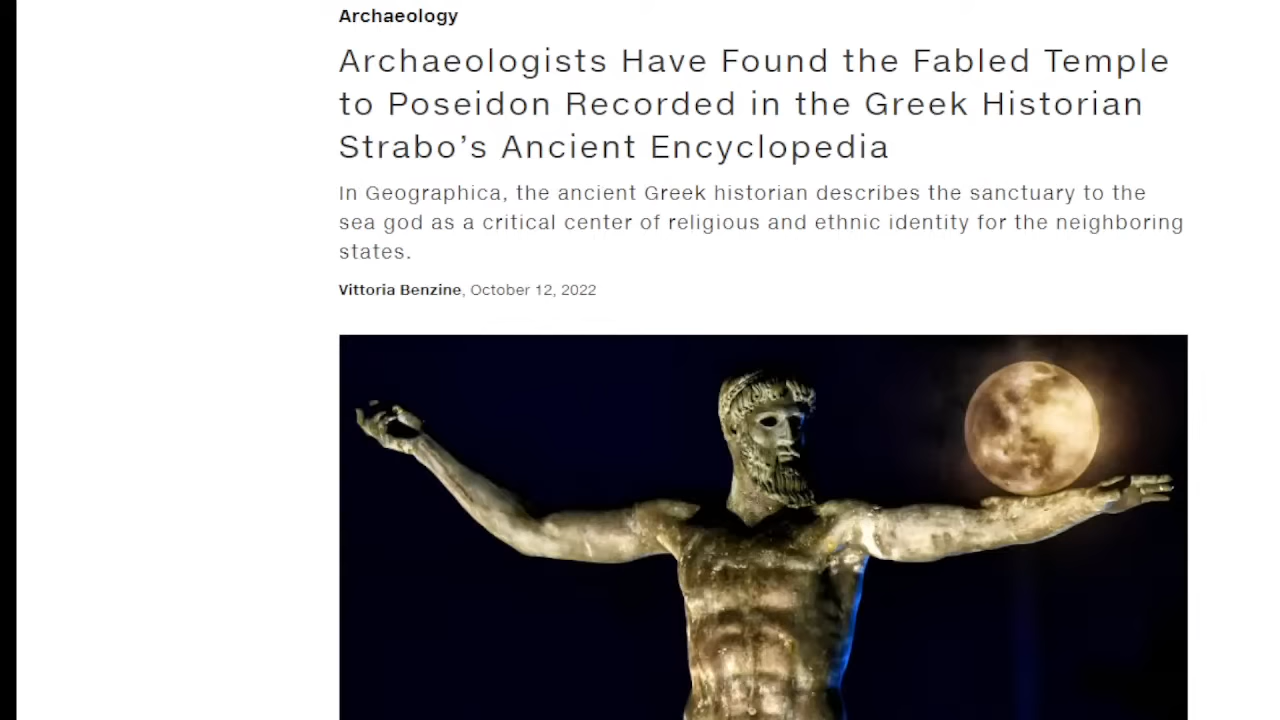 Archaeology
Archaeologists Have Found the Fabled Temple
to Poseidon Recorded in the Greek Historian
Strabo’s Ancient Encyclopedia
In Geographica, the ancient Greek historian describes the sanctuary to the
sea god as a critical center of religious and ethnic identity for the neighboring
states.
Vittoria Benzine, October 12, 2022